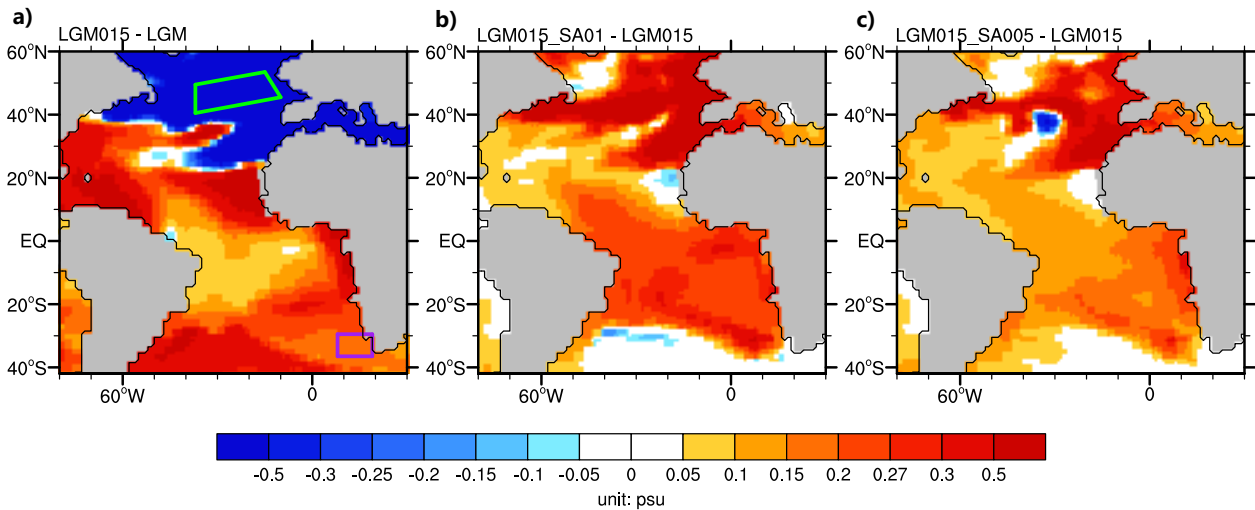 a) b) c)
LGM015 - LGM LGM015_SA01 - LGM015 LGM015_SA005 - LGM015
60°N 60°N 60°N
40°N 40°N 40°N
20°N 20°N 20°N
EQ EQ EQ
20°S 20°S 20°S
40°S 40°S 40°S
60°W 0 60°W 0 60°W 0
-0.5 -0.3 -0.2 -0.15 -0.1 -0.05 0 0.05 0.1 0.15 0.2 0.27 0.3 0.5
unit: psu